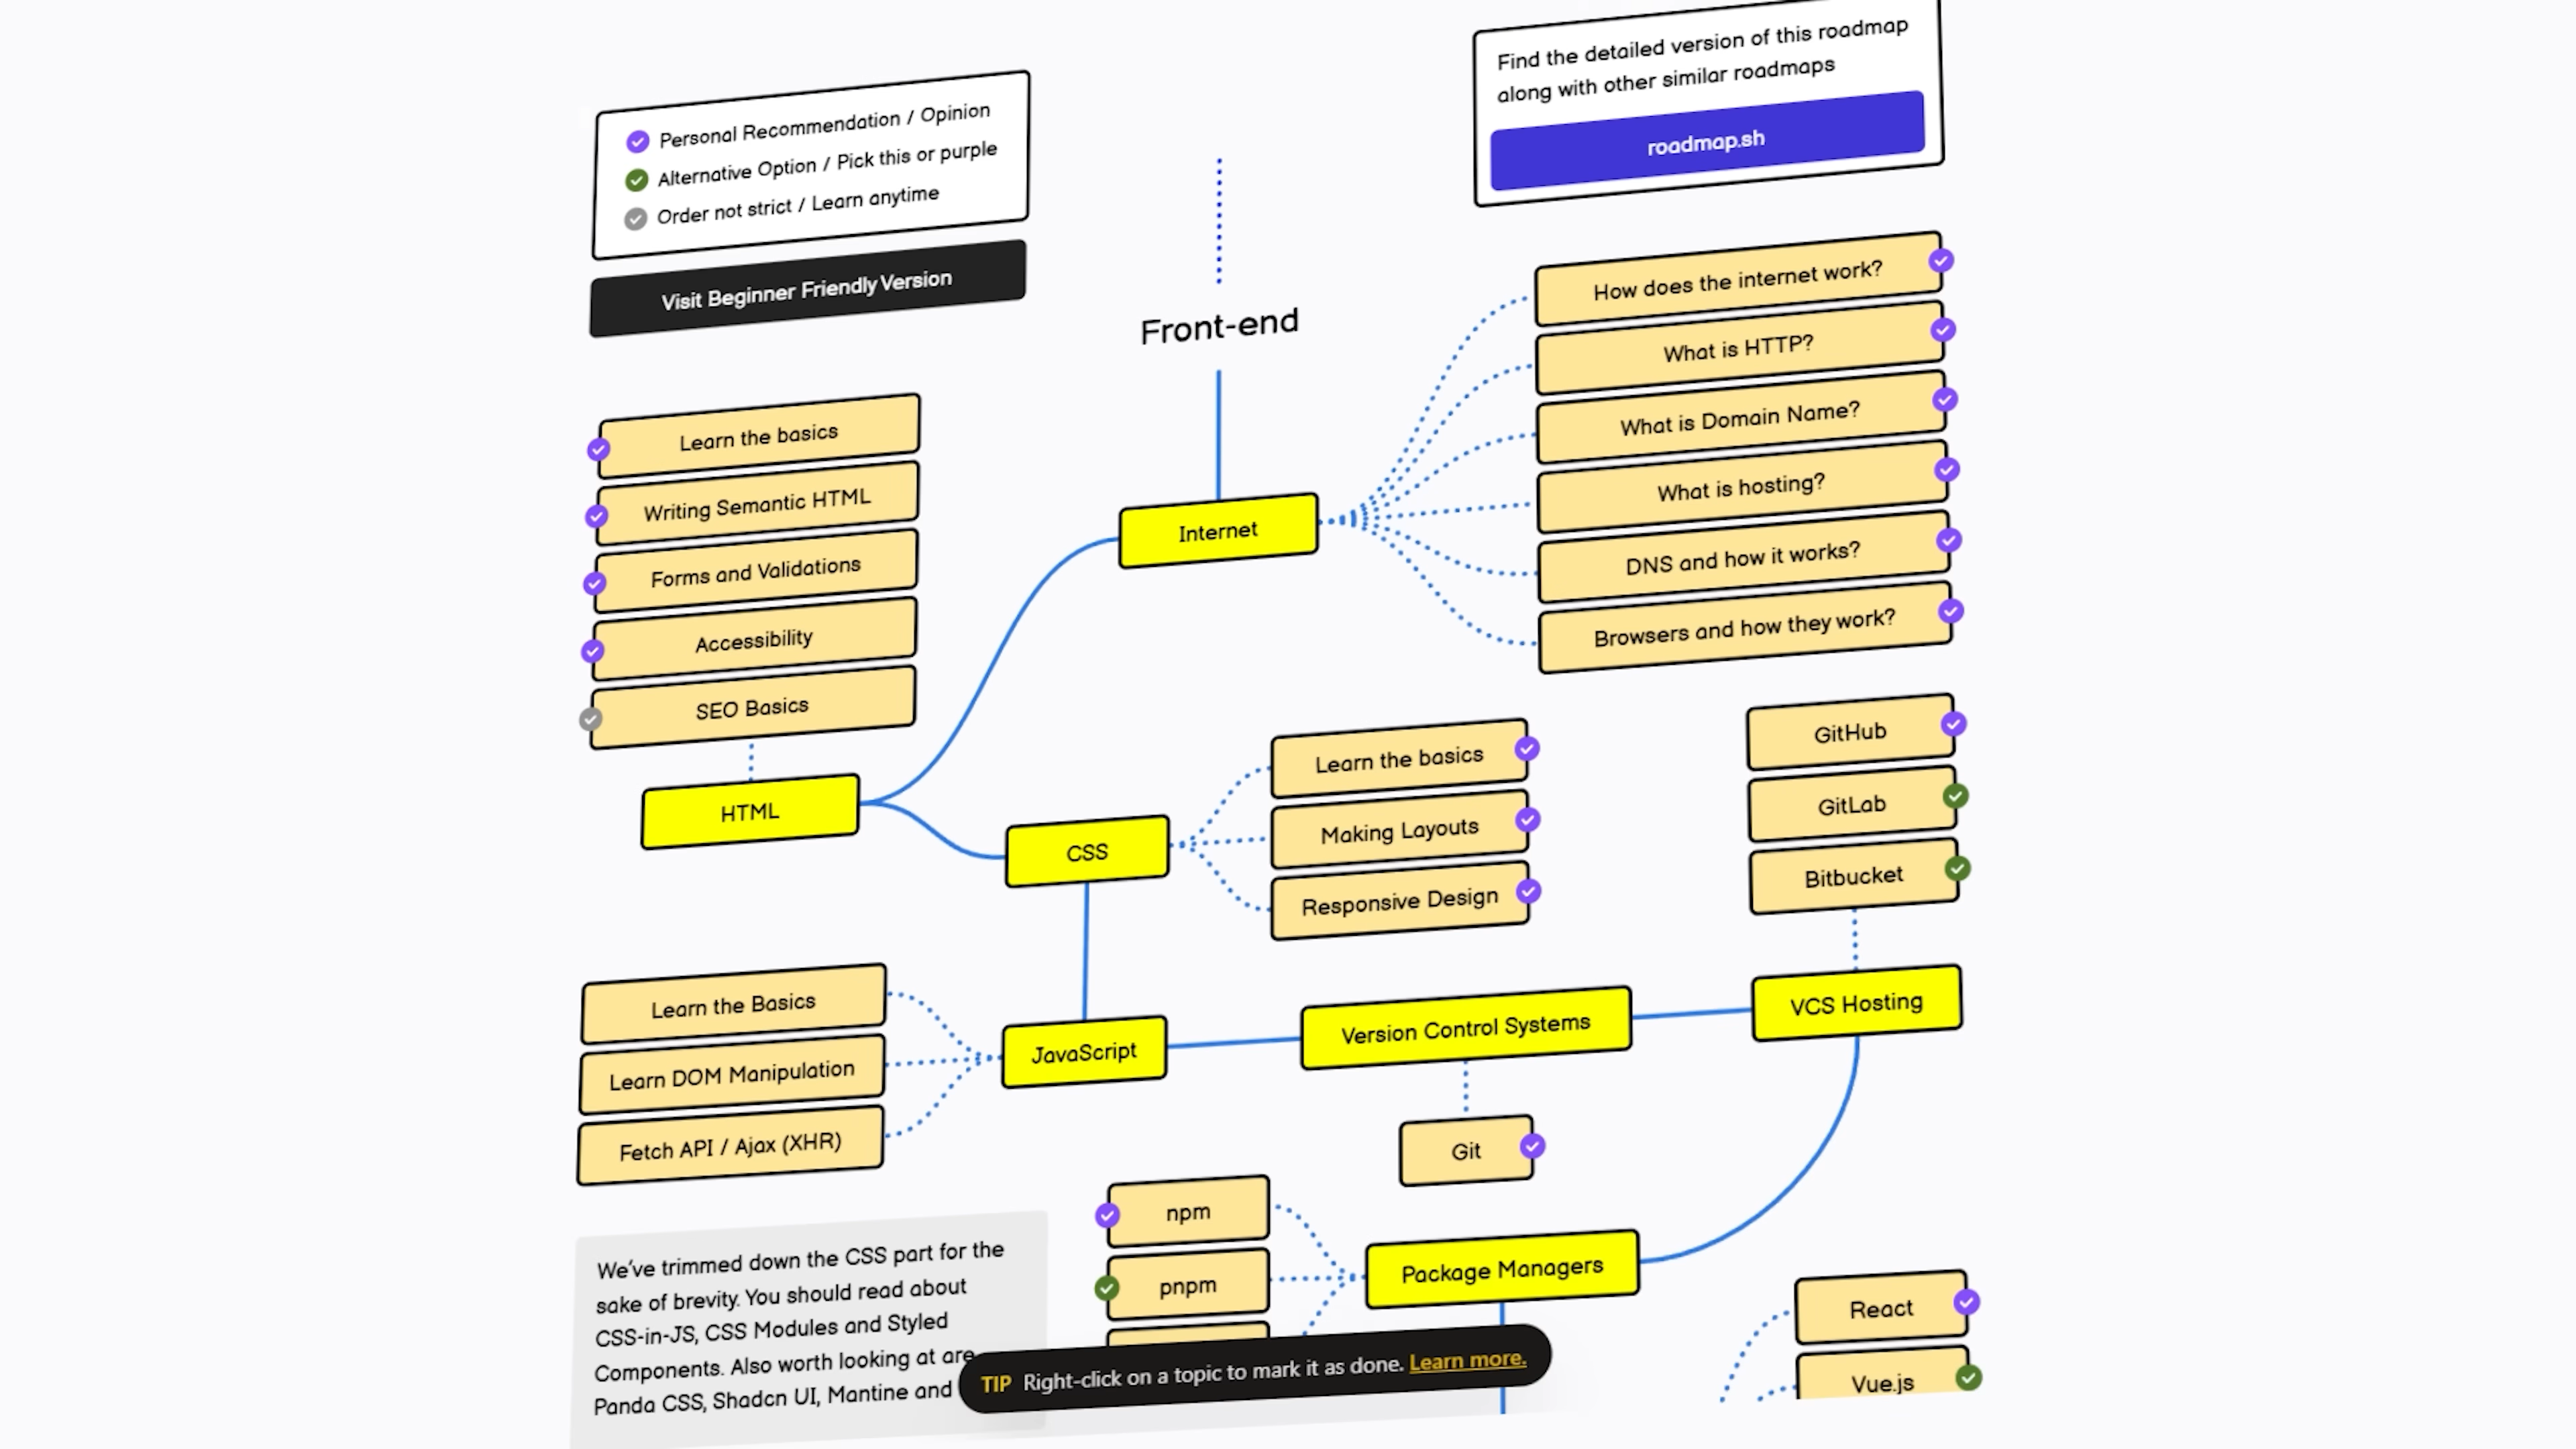 Personal Recommendation / Opinion
Alternative Option / Pick this or purple
Order not strict / Learn anytime
Visit Beginner Friendly Version
Find the detailed version of this roadmap
along with other similar roadmaps
roadmap.sh
Front-end
Internet
How does the internet work?
What is HTTP?
What is Domain Name?
What is hosting?
DNS and how it works?
Browsers and how they work?
Learn the basics
Writing Semantic HTML
Forms and Validations
Accessibility
SEO Basics
HTML
CSS
Learn the basics
Making Layouts
Responsive Design
GitHub
GitLab
Bitbucket
VCS Hosting
Version Control Systems
Git
JavaScript
Learn the Basics
Learn DOM Manipulation
Fetch API / Ajax (XHR)
npm
pnpm
Package Managers
React
Vue.js
We've trimmed down the CSS part for the
sake of brevity. You should read about
CSS-in-JS, CSS Modules and Styled
Components. Also worth looking at are
Panda CSS, Shadcn UI, Mantine and
TIP Right-click on a topic to mark it as done. Learn more.